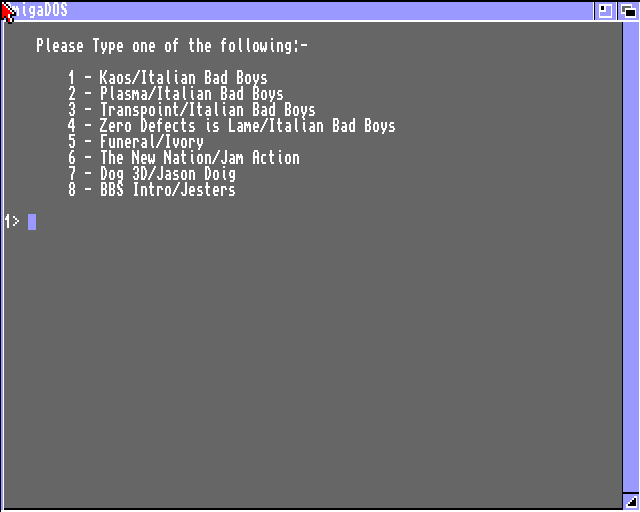 AmigaDOS
Please Type one of the following:-
1 - Kaos/Italian Bad Boys
2 - Plasma/Italian Bad Boys
3 - Transpoint/Italian Bad Boys
4 - Zero Defects is Lame/Italian Bad Boys
5 - Funeral/Ivory
6 - The New Nation/Jam Action
7 - Dog 3D/Jason Doig
8 - BBS Intro/Jesters
1>